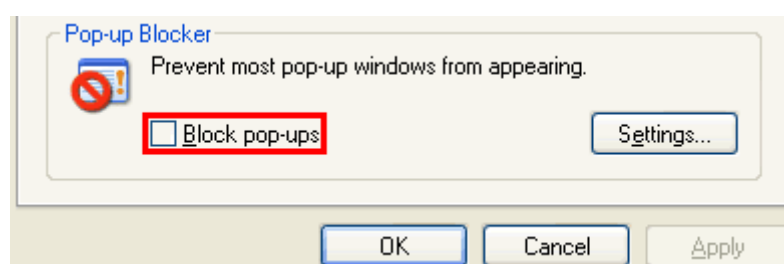 Pop-up Blocker
Prevent most pop-up windows from appearing.
Block pop-ups
Settings...
OK
Cancel
Apply